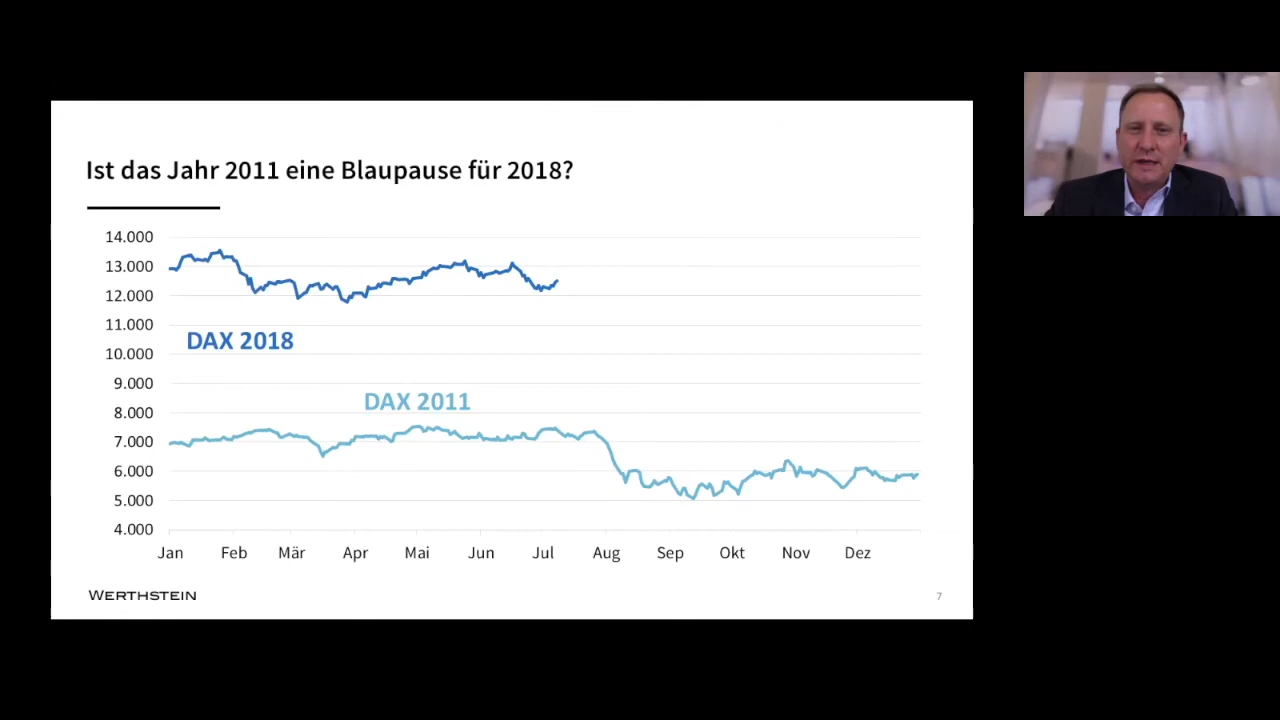 Ist das Jahr 2011 eine Blaupause für 2018?
14.000
13.000
12.000
11.000
10.000
9.000
8.000
7.000
6.000
5.000
4.000
DAX 2018
DAX 2011
Jan Feb Mär Apr Mai Jun Jul Aug Sep Okt Nov Dez
WERTHSTEIN
7